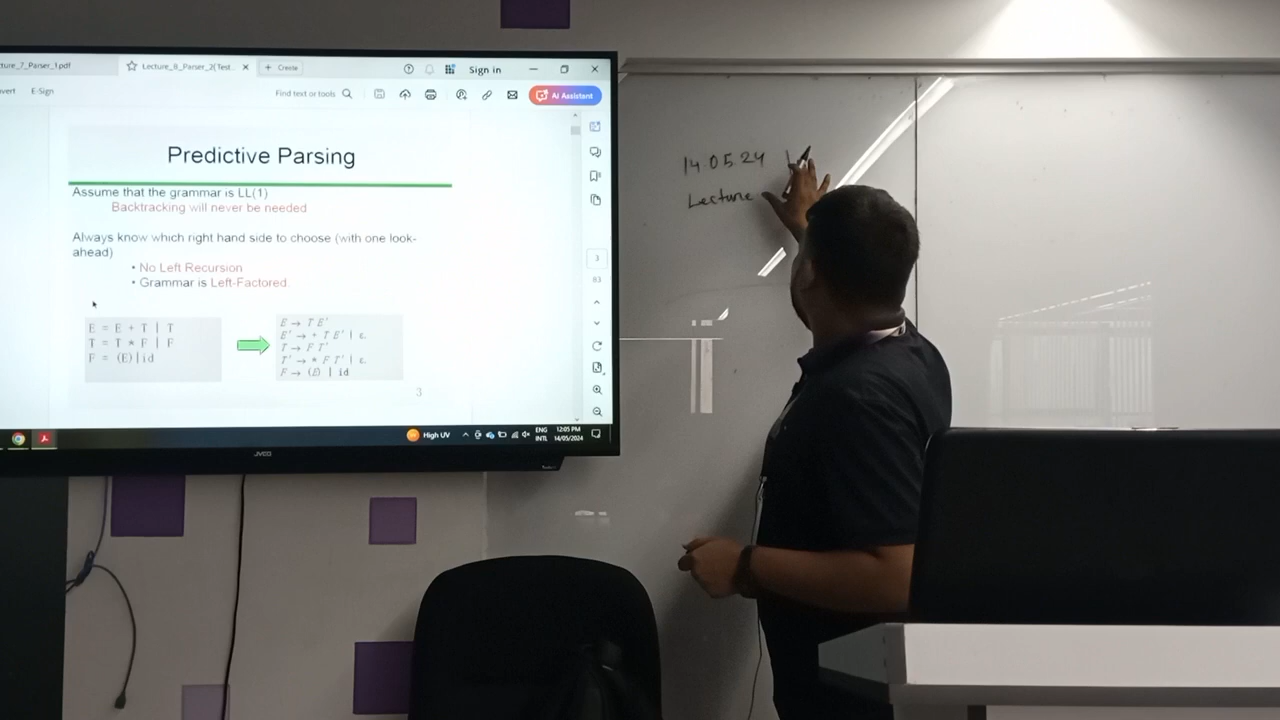 ture_7_Parser_1.pdf
Lecture_8_Parser_2(Test...
+ Create
Sign in
vert
E-Sign
Find text or tools
AI Assistant
Predictive Parsing
Assume that the grammar is LL(1)
Backtracking will never be needed
Always know which right hand side to choose (with one look-
ahead)
• No Left Recursion
• Grammar is Left-Factored.
E = E + T | T
T = T * F | F
F = (E)|id
E → T E'
E' → + T E' | ε.
T → F T'
T' → * F T' | ε.
F → (E) | id
3
3
83
High UV
ENG
INTL
12:05 PM
14/05/2024
JVCO
14.05.24
Lecture